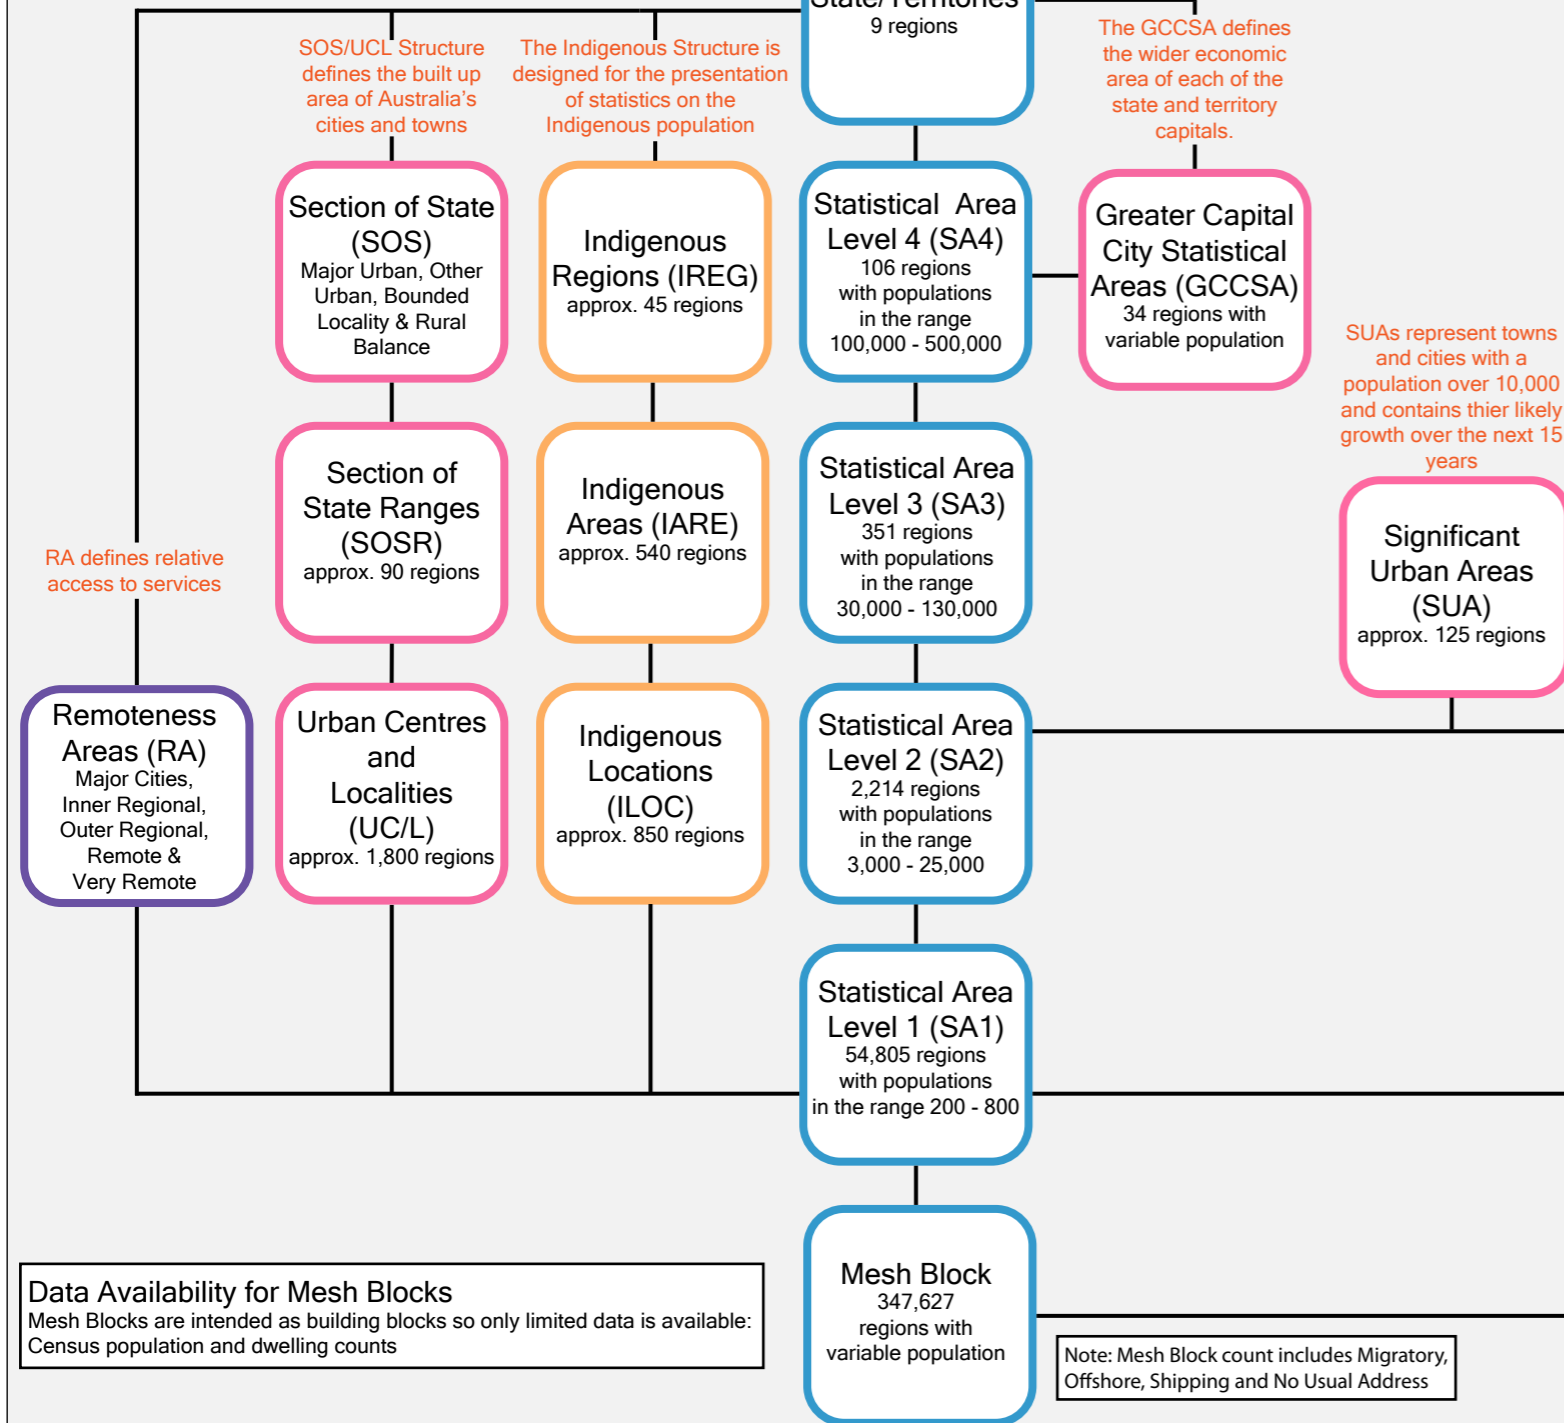 State/Territories
9 regions
SOS/UCL Structure
defines the built up
area of Australia's
cities and towns
The Indigenous Structure is
designed for the presentation
of statistics on the
Indigenous population
The GCCSA defines
the wider economic
area of each of the
state and territory
capitals.
Section of State
(SOS)
Major Urban, Other
Urban, Bounded
Locality & Rural
Balance
Indigenous
Regions (IREG)
approx. 45 regions
Statistical Area
Level 4 (SA4)
106 regions
with populations
in the range
100,000 - 500,000
Greater Capital
City Statistical
Areas (GCCSA)
34 regions with
variable population
SUAs represent towns
and cities with a
population over 10,000
and contains thier likely
growth over the next 15
years
Section of
State Ranges
(SOSR)
approx. 90 regions
Indigenous
Areas (IARE)
approx. 540 regions
Statistical Area
Level 3 (SA3)
351 regions
with populations
in the range
30,000 - 130,000
Significant
Urban Areas
(SUA)
approx. 125 regions
RA defines relative
access to services
Remoteness
Areas (RA)
Major Cities,
Inner Regional,
Outer Regional,
Remote &
Very Remote
Urban Centres
and
Localities
(UC/L)
approx. 1,800 regions
Indigenous
Locations
(ILOC)
approx. 850 regions
Statistical Area
Level 2 (SA2)
2,214 regions
with populations
in the range
3,000 - 25,000
Statistical Area
Level 1 (SA1)
54,805 regions
with populations
in the range 200 - 800
Mesh Block
347,627
regions with
variable population
Data Availability for Mesh Blocks
Mesh Blocks are intended as building blocks so only limited data is available:
Census population and dwelling counts
Note: Mesh Block count includes Migratory,
Offshore, Shipping and No Usual Address